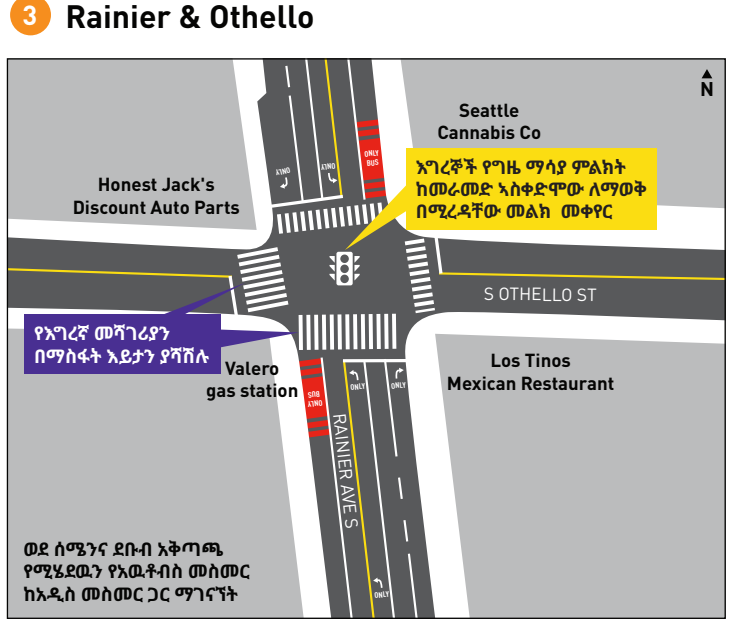 3 Rainier & Othello
N
Seattle
Cannabis Co
እግረኞች የግዜ ማሳያ ምልክት
ከመራመድ ኣስቀድሞው ለማወቅ
በሚረዳቸው መልክ መቀየር
Honest Jack's
Discount Auto Parts
ONLY
ONLY
ONLY
BUS
S OTHELLO ST
የእግረኛ መሻገሪያን
በማስፋት እይታን ያሻሽሉ
Valero
gas station
Los Tinos
Mexican Restaurant
ONLY
BUS
ONLY
ONLY
RAINIER AVE S
ONLY
ወደ ሰሜንና ደቡብ አቅጣጫ
የሚሄደዉን የአዉቶብስ መስመር
ከአዲስ መስመር ጋር ማገናኘት